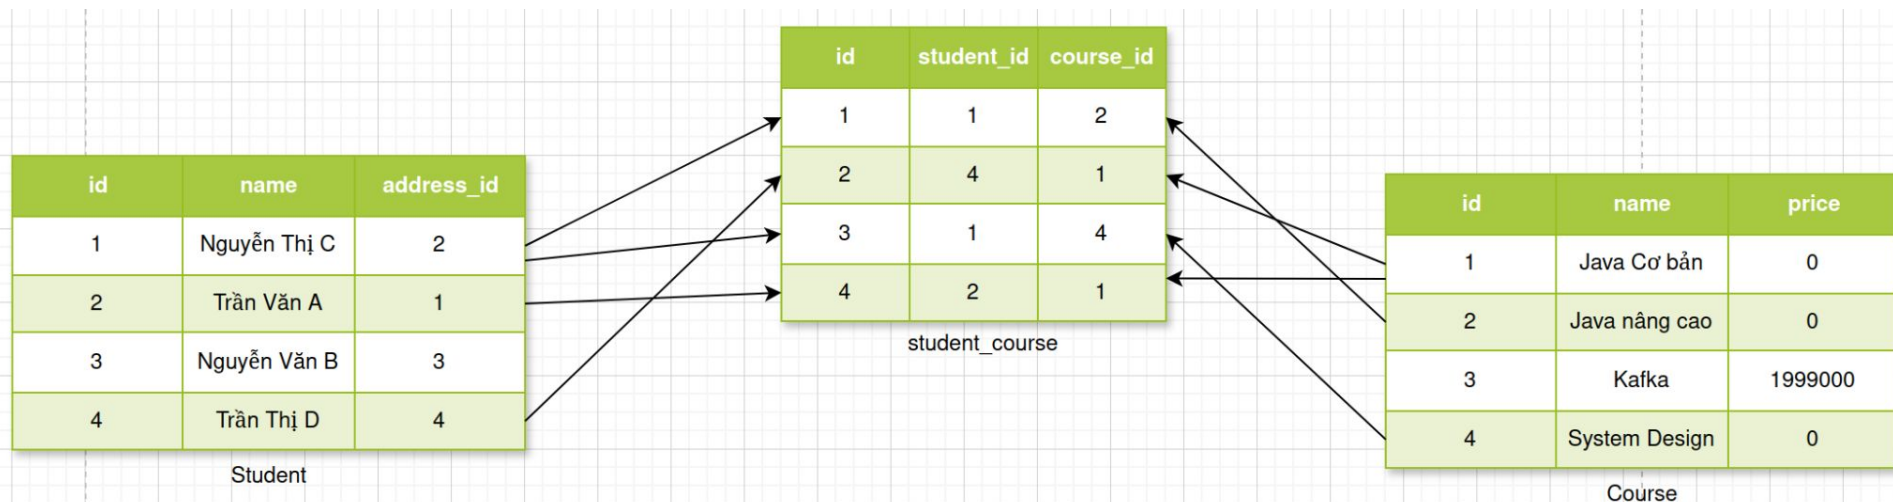 id student_id course_id
1 1 2
2 4 1
3 1 4
4 2 1
student_course
id name address_id
1 Nguyễn Thị C 2
2 Trần Văn A 1
3 Nguyễn Văn B 3
4 Trần Thị D 4
Student
id name price
1 Java Cơ bản 0
2 Java nâng cao 0
3 Kafka 1999000
4 System Design 0
Course